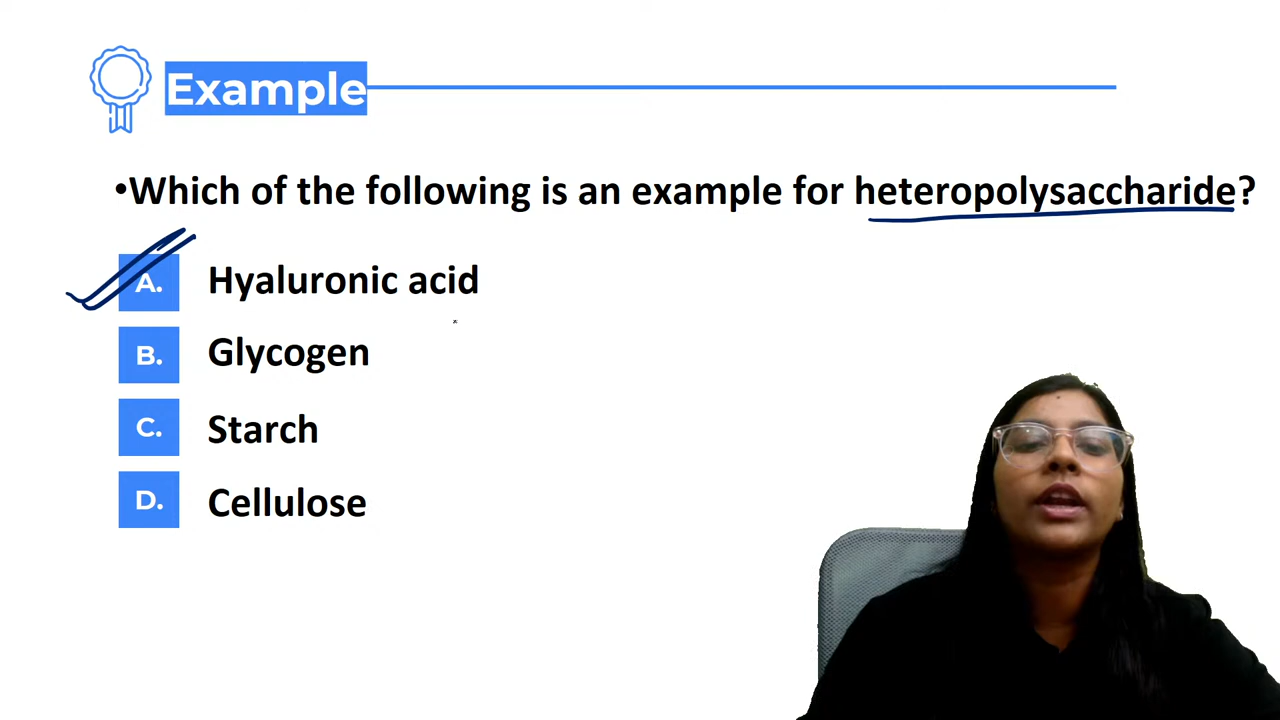 Example
•Which of the following is an example for heteropolysaccharide?
A. Hyaluronic acid
B. Glycogen
C. Starch
D. Cellulose